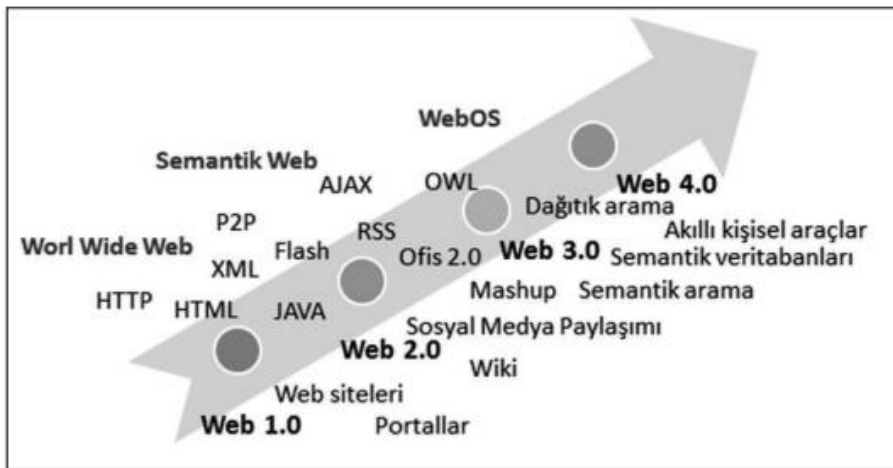 WebOS
Semantik Web
AJAX
OWL
Web 4.0
Dağıtık arama
P2P
RSS
Akıllı kişisel araçlar
Worl Wide Web
Flash
Ofis 2.0
Web 3.0
Semantik veritabanları
XML
HTTP
HTML
JAVA
Mashup
Semantik arama
Sosyal Medya Paylaşımı
Web 2.0
Wiki
Web siteleri
Web 1.0
Portallar